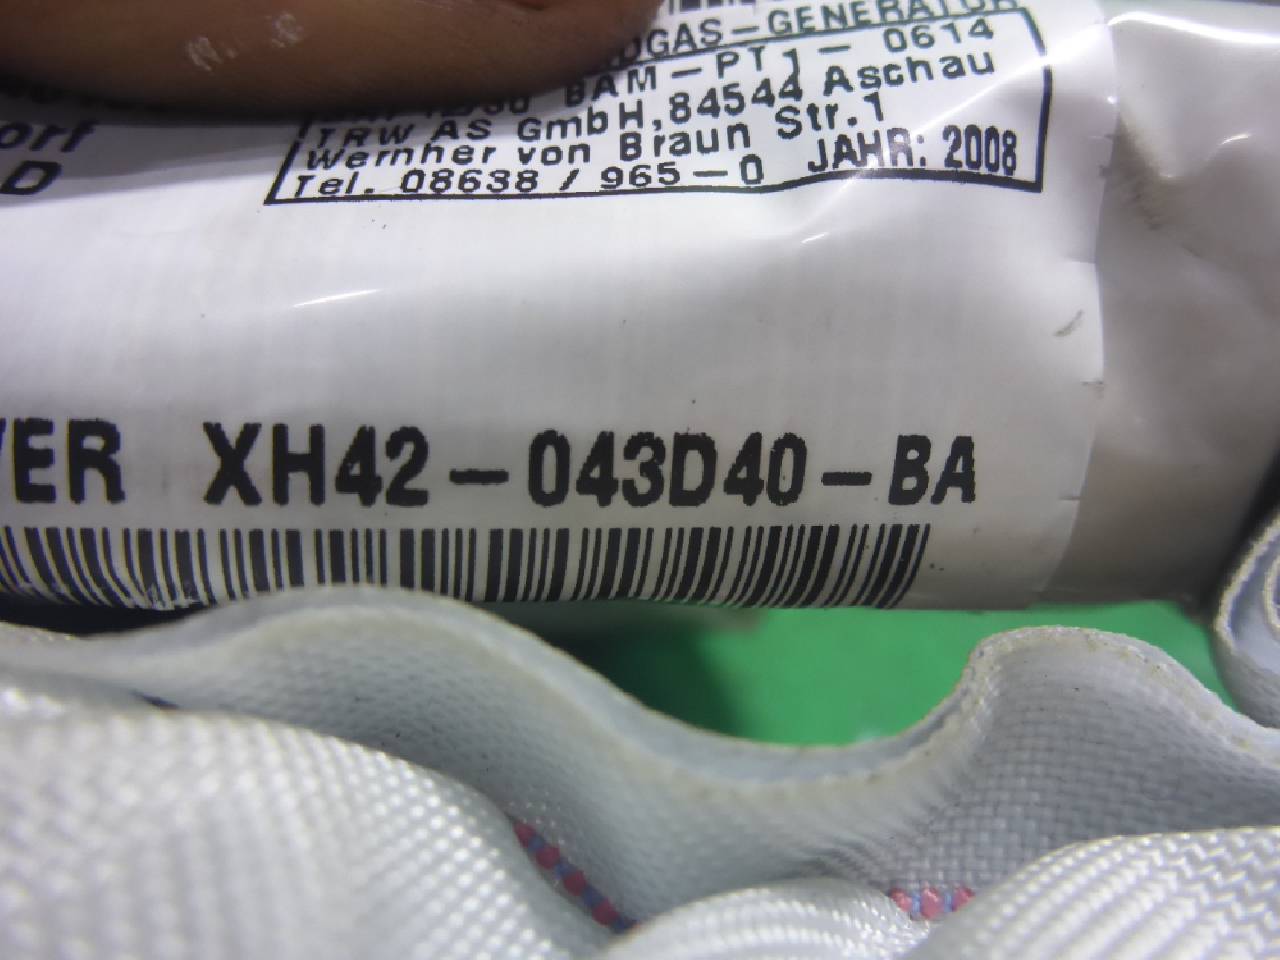 GAS-GENERATOR
BAM-PT1- 0614
TRW AS GmbH, 84544 Aschau
Wernher von Braun Str.1
Tel. 08638 / 965-0 JAHR: 2008
D
XH42-043D40-BA